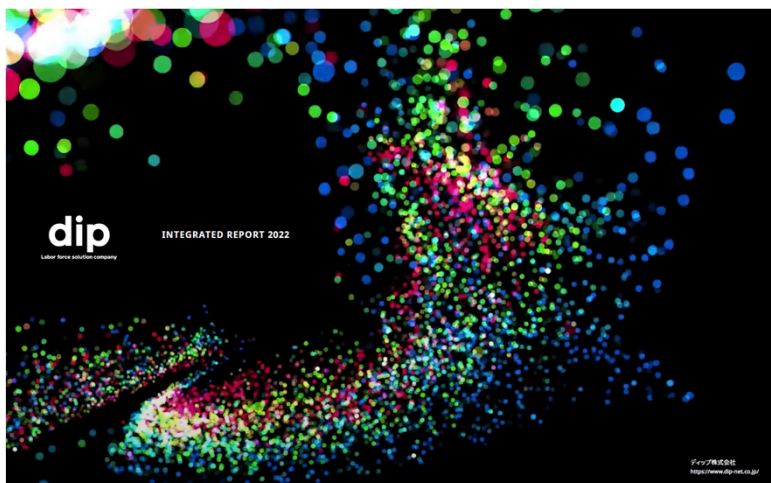 dip
Labor force solution company
INTEGRATED REPORT 2022
ディップ株式会社
https://www.dip-net.co.jp/